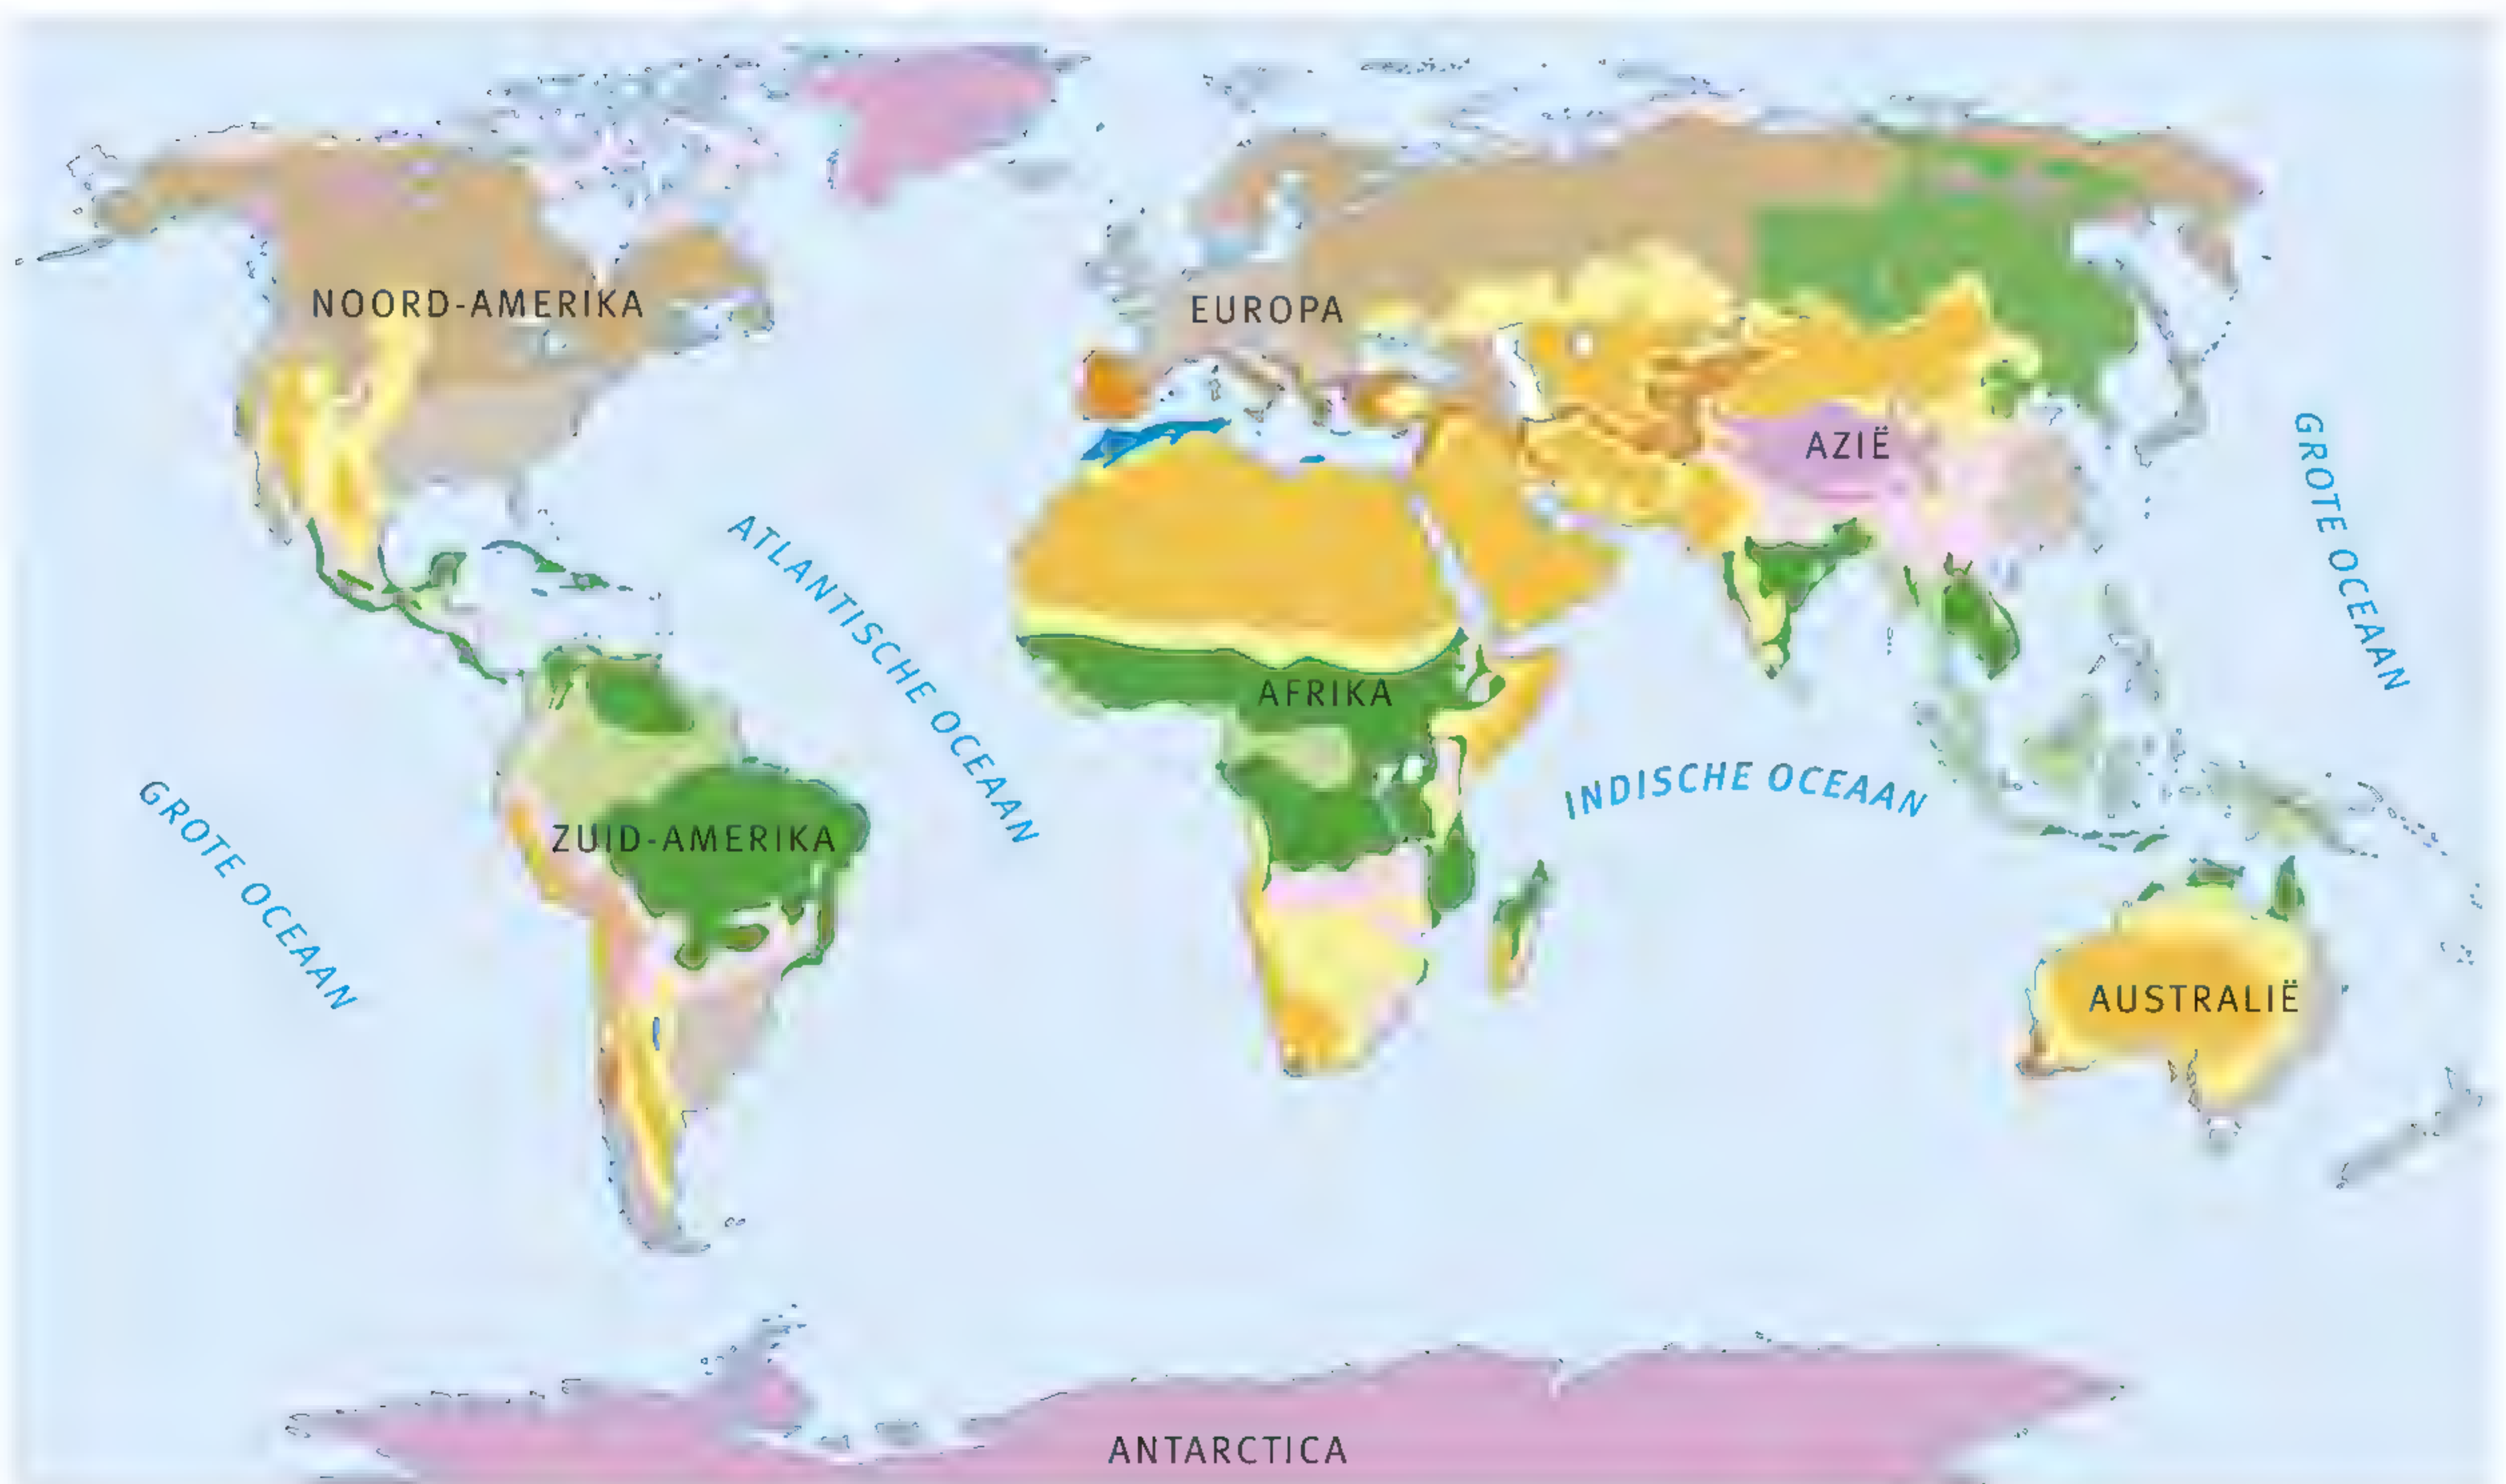 NOORD-AMERIKA
EUROPA
AZIË
GROTE OCEAAN
ATLANTISCHE OCEAAN
AFRIKA
INDISCHE OCEAAN
GROTE OCEAAN
ZUID-AMERIKA
AUSTRALIË
ANTARCTICA